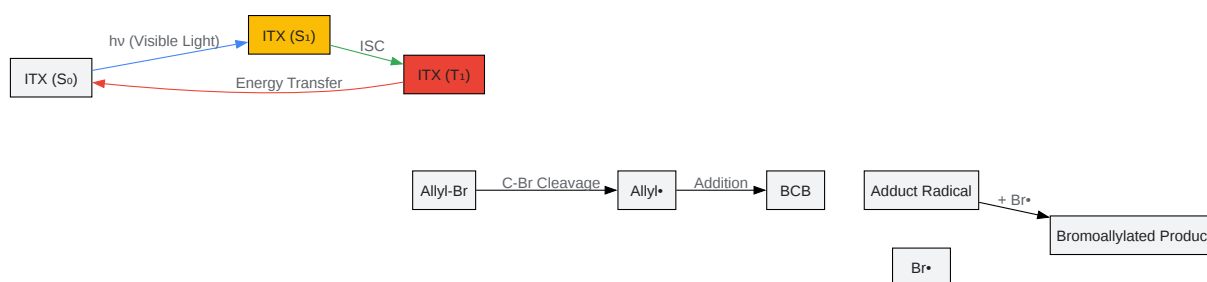 hν (Visible Light)
ITX (S₁)
ISC
ITX (S₀)
Energy Transfer
ITX (T₁)
Allyl-Br
C-Br Cleavage
Allyl•
Addition
BCB
Adduct Radical
+ Br•
Bromoallylated Produc
Br•